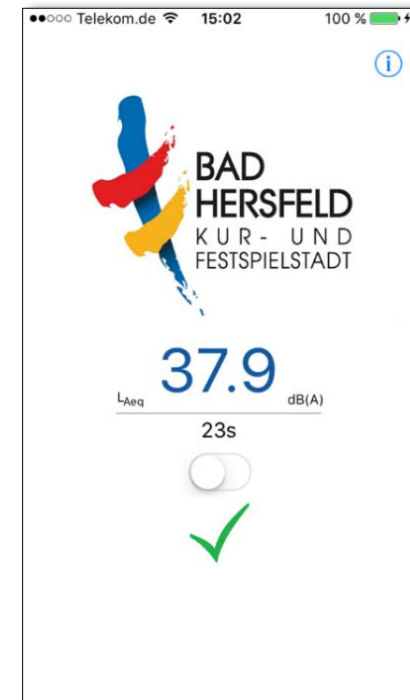 Telekom.de 15:02 100 %
BAD
HERSFELD
KUR- UND
FESTSPIELSTADT
LAeq 37.9 dB(A)
23s